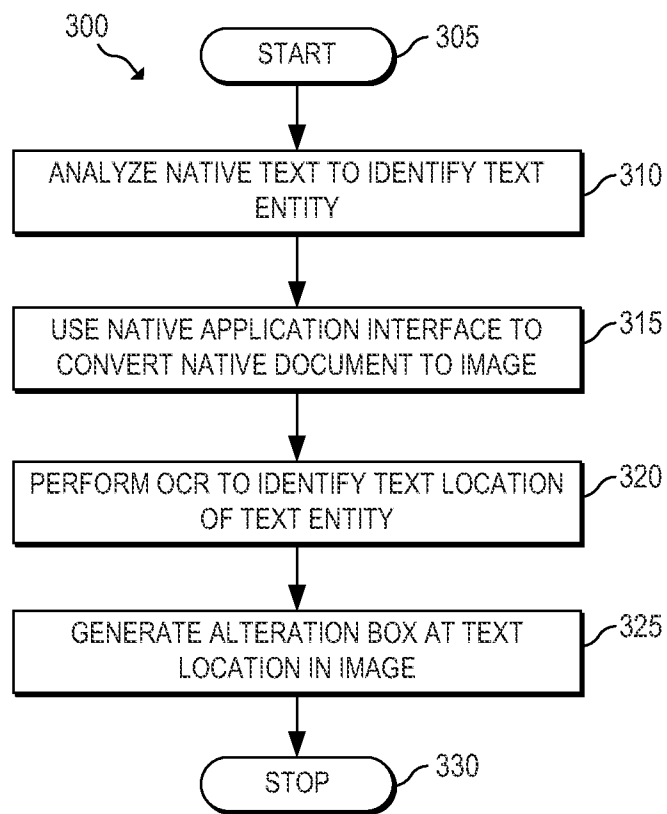 300
START
305
ANALYZE NATIVE TEXT TO IDENTIFY TEXT
ENTITY
310
USE NATIVE APPLICATION INTERFACE TO
CONVERT NATIVE DOCUMENT TO IMAGE
315
PERFORM OCR TO IDENTIFY TEXT LOCATION
OF TEXT ENTITY
320
GENERATE ALTERATION BOX AT TEXT
LOCATION IN IMAGE
325
STOP
330